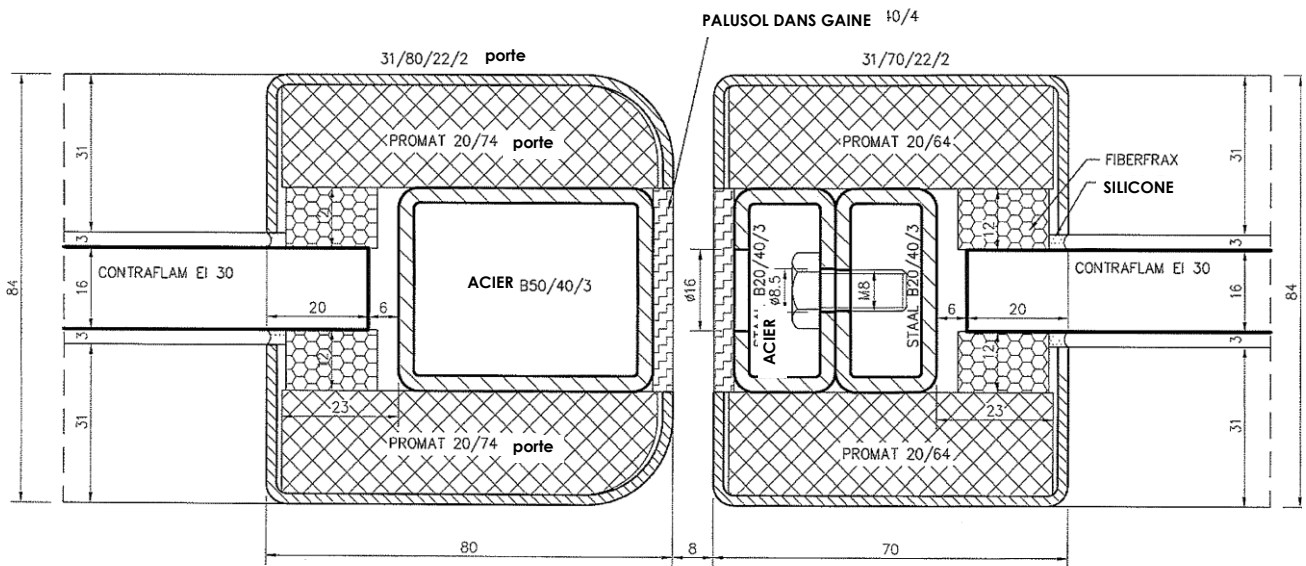 PALUSOL DANS GAINE 40/4
31/80/22/2 porte
31/70/22/2
PROMAT 20/74 porte
PROMAT 20/64
FIBERFRAX
SILICONE
31
31
12
12
3
3
CONTRAFLAM EI 30
CONTRAFLAM EI 30
84
16
20
6
ACIER B50/40/3
ø16
STAAL B20/40/3
ACIER
ø8.5
M8
STAAL B20/40/3
6
20
16
84
3
3
12
12
23
23
31
31
PROMAT 20/74 porte
PROMAT 20/64
80
8
70